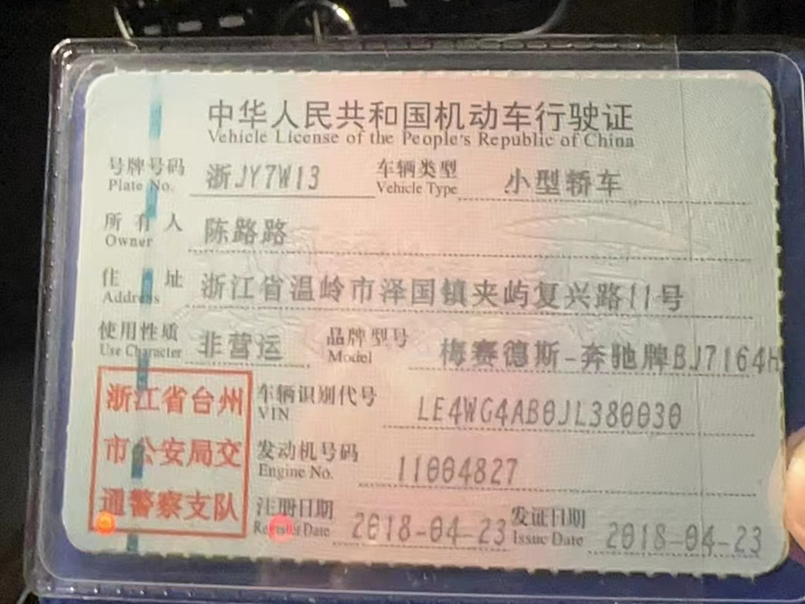 中华人民共和国机动车行驶证
Vehicle License of the People's Republic of China
号牌号码 浙JY7W13 车辆类型 小型轿车
Plate No. Vehicle Type
所有人 陈路路
Owner
住址 浙江省温岭市泽国镇夹屿复兴路11号
Address
使用性质 非营运 品牌型号 梅赛德斯-奔驰牌BJ7164H
Use Character Model
浙江省台州 车辆识别代号 LE4WG4AB0JL380030
VIN
市公安局交 发动机号码 11004827
Engine No.
通警察支队 注册日期 2018-04-23 发证日期 2018-04-23
Register Date Issue Date